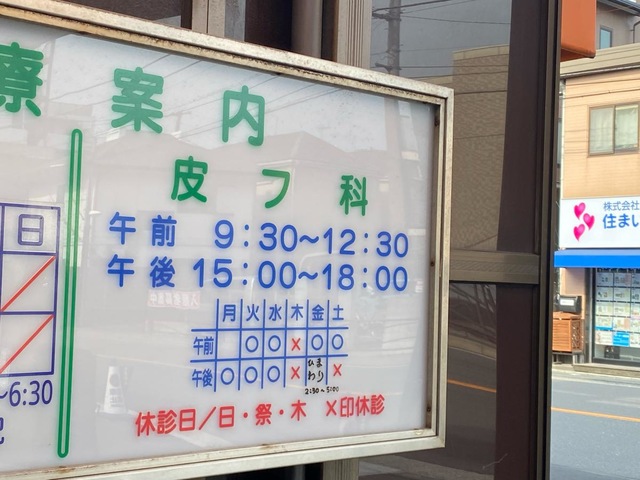 療案内
皮フ科
午前 9:30~12:30
午後 15:00~18:00
月 火 水 木 金 土
午前 ○ ○ × ○ ○
午後 ○ ○ ○ × ひまわり ×
2:30~5:00
休診日/日・祭・木 ×印休診
日
~6:30
株式会社
住まい